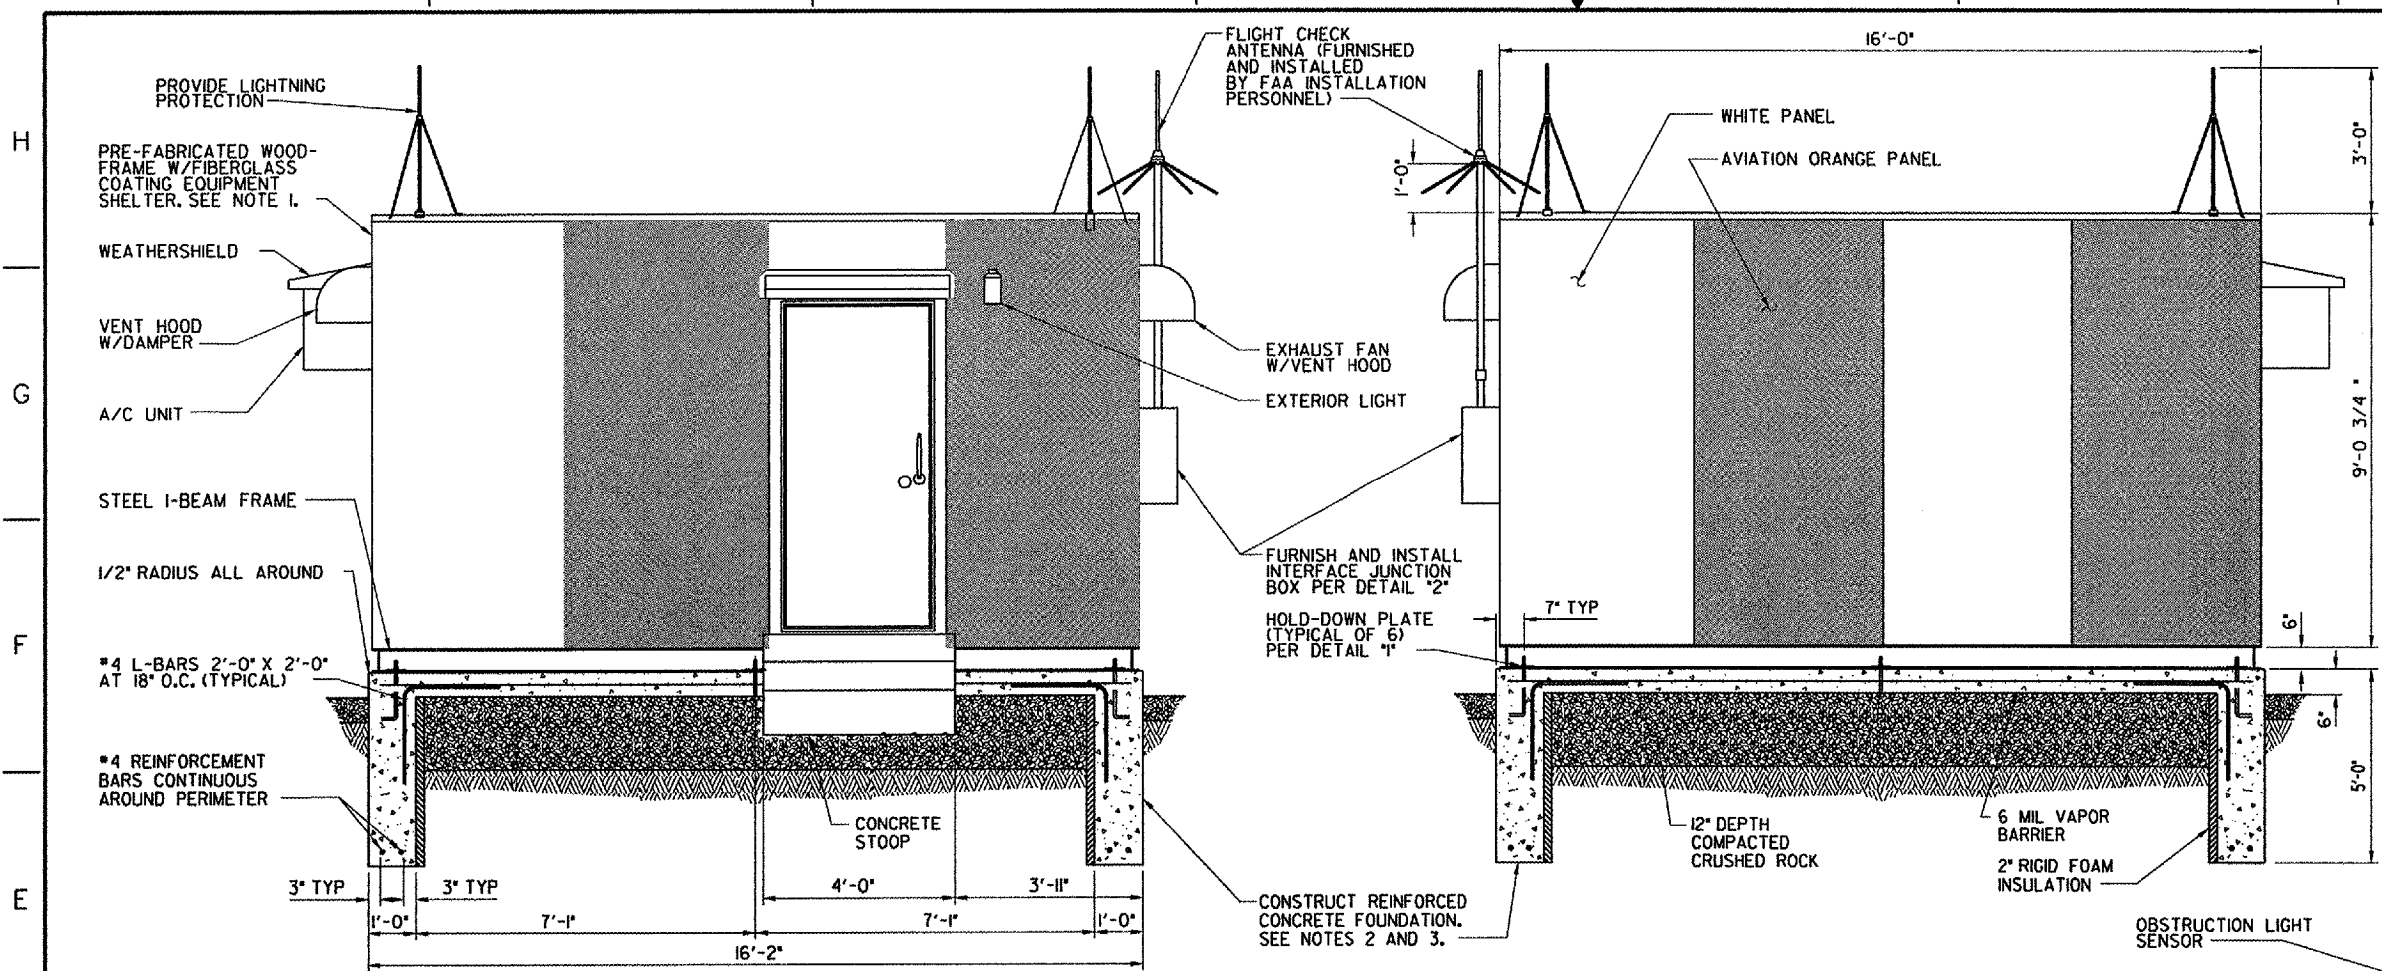 H
G
F
E
PROVIDE LIGHTNING
PROTECTION
PRE-FABRICATED WOOD-
FRAME W/FIBERGLASS
COATING EQUIPMENT
SHELTER. SEE NOTE 1.
WEATHERSHIELD
VENT HOOD
W/DAMPER
A/C UNIT
STEEL I-BEAM FRAME
1/2" RADIUS ALL AROUND
#4 L-BARS 2'-0" X 2'-0"
AT 18" O.C. (TYPICAL)
#4 REINFORCEMENT
BARS CONTINUOUS
AROUND PERIMETER
3" TYP
3" TYP
1'-0"
7'-1"
4'-0"
3'-11"
7'-1"
1'-0"
16'-2"
CONCRETE
STOOP
FLIGHT CHECK
ANTENNA (FURNISHED
AND INSTALLED
BY FAA INSTALLATION
PERSONNEL)
EXHAUST FAN
W/VENT HOOD
EXTERIOR LIGHT
FURNISH AND INSTALL
INTERFACE JUNCTION
BOX PER DETAIL "2"
HOLD-DOWN PLATE
(TYPICAL OF 6)
PER DETAIL "1"
CONSTRUCT REINFORCED
CONCRETE FOUNDATION.
SEE NOTES 2 AND 3.
16'-0"
1'-0"
WHITE PANEL
AVIATION ORANGE PANEL
3'-0"
9'-0 3/4"
7" TYP
6"
6"
5'-0"
12" DEPTH
COMPACTED
CRUSHED ROCK
6 MIL VAPOR
BARRIER
2" RIGID FOAM
INSULATION
OBSTRUCTION LIGHT
SENSOR